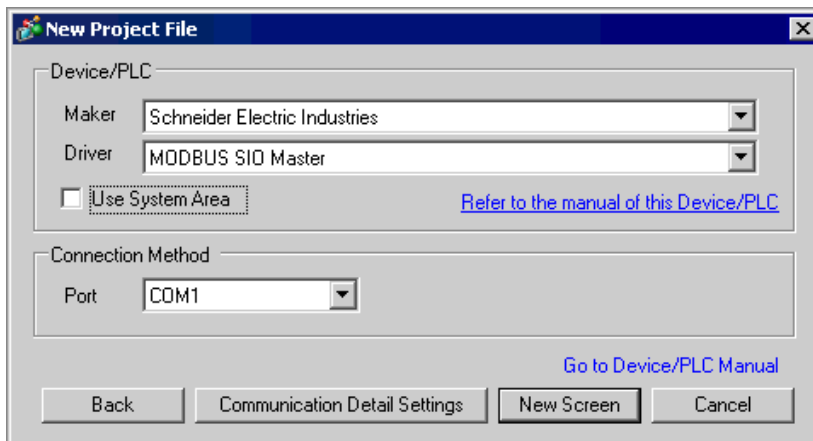 New Project File
Device/PLC
Maker Schneider Electric Industries
Driver MODBUS SIO Master
Use System Area Refer to the manual of this Device/PLC
Connection Method
Port COM1
Go to Device/PLC Manual
Back Communication Detail Settings New Screen Cancel